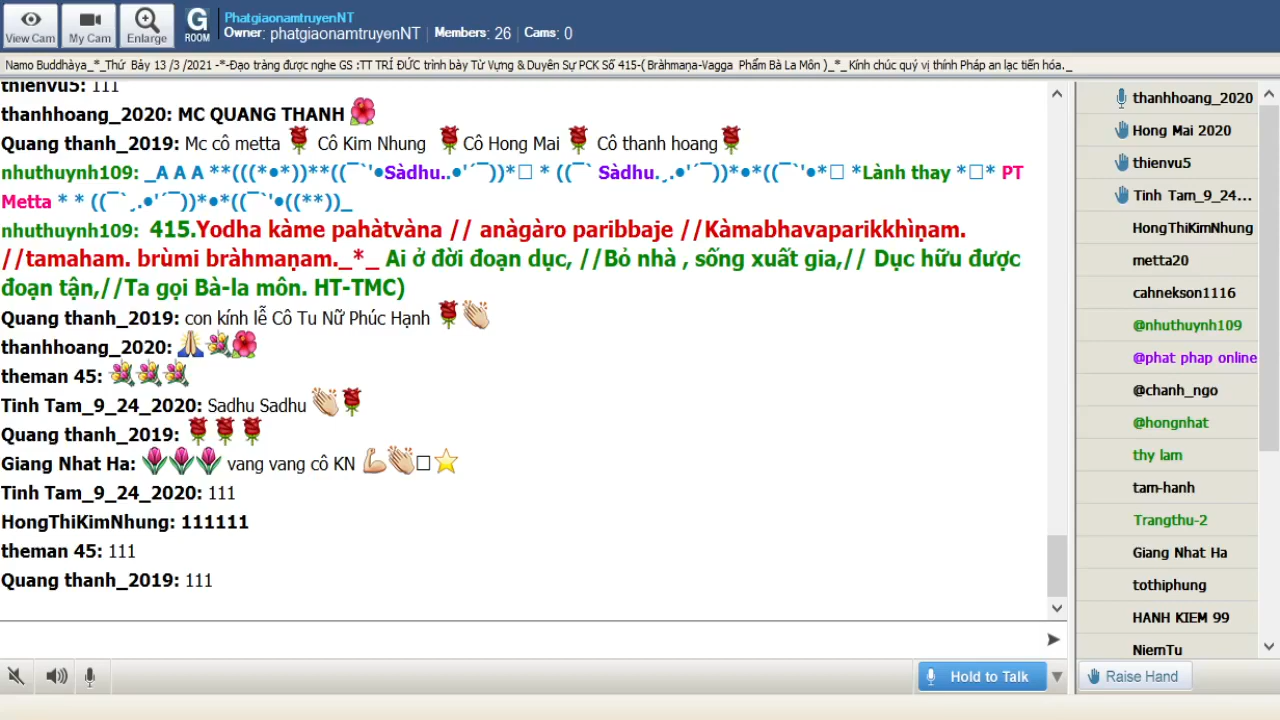 View Cam
My Cam
Enlarge
G
ROOM
PhatgiaonamtruyenNT
Owner: phatgiaonamtruyenNT | Members: 26 | Cams: 0
Namo Buddhàya_*_Thứ Bảy 13 /3 /2021 -*-Đạo tràng được nghe GS :TT TRÍ ĐỨC trình bày Từ Vựng & Duyên Sự PCK Số 415-( Bràhmaṇa-Vagga Phẩm Bà La Môn )_*_ Kính chúc quý vị thính Pháp an lạc tiến hóa._
thienvu5: 111
thanhhoang_2020: MC QUANG THANH
Quang thanh_2019: Mc cô metta Cô Kim Nhung Cô Hong Mai Cô thanh hoang
nhuthuynh109: _A A A **(((*•*))**((¯`'•Sàdhu..•'´¯))*□ * ((¯` Sàdhu.¸.•'´¯))*•*((¯`'•*□ *Lành thay *□* PT
Metta * * ((¯`¸.•'´¯))*•*((¯`'•((**))_
nhuthuynh109: 415.Yodha kàme pahàtvàna // anàgàro paribbaje //Kàmabhavaparikkhiṇam.
//tamaham. brùmi bràhmaṇam._*_ Ai ở đời đoạn dục, //Bỏ nhà , sống xuất gia,// Dục hữu được
đoạn tận,//Ta gọi Bà-la môn. HT-TMC)
Quang thanh_2019: con kính lễ Cô Tu Nữ Phúc Hạnh
thanhhoang_2020:
theman 45:
Tinh Tam_9_24_2020: Sadhu Sadhu
Quang thanh_2019:
Giang Nhat Ha: vang vang cô KN
Tinh Tam_9_24_2020: 111
HongThiKimNhung: 111111
theman 45: 111
Quang thanh_2019: 111
Hold to Talk
thanhhoang_2020
Hong Mai 2020
thienvu5
Tinh Tam_9_24...
HongThiKimNhung
metta20
cahnekson1116
@nhuthuynh109
@phat phap online
@chanh_ngo
@hongnhat
thy lam
tam-hanh
Trangthu-2
Giang Nhat Ha
tothiphung
HANH KIEM 99
NiemTu
Raise Hand